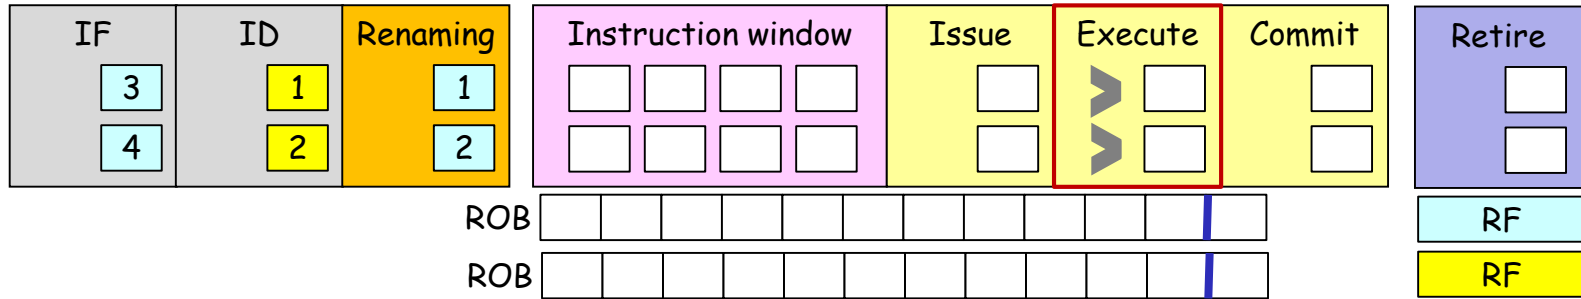 IF ID Renaming Instruction window Issue Execute Commit Retire
3 1 1
4 2 2
ROB RF
ROB RF